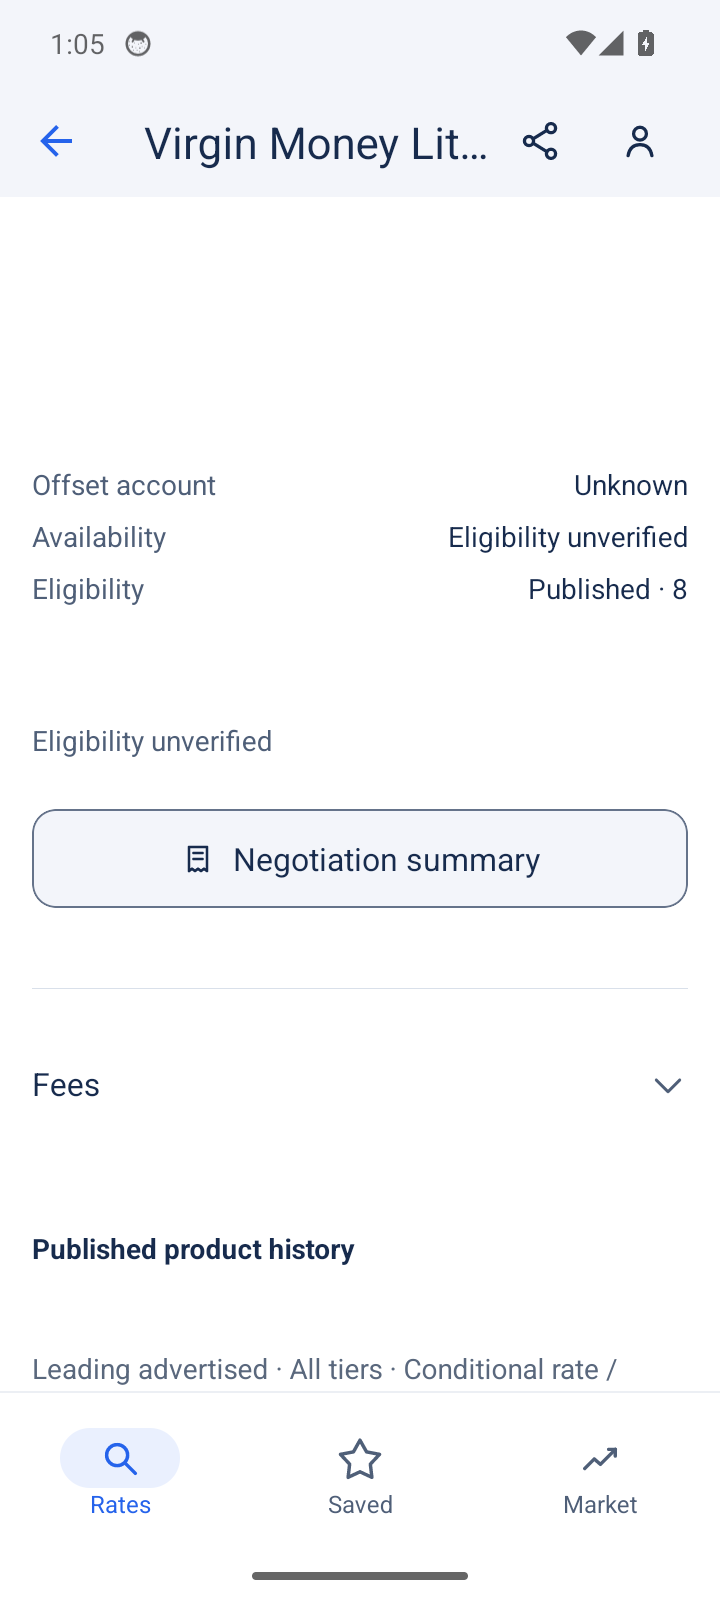 1:05
Virgin Money Lit...
Offset account Unknown
Availability Eligibility unverified
Eligibility Published · 8
Eligibility unverified
Negotiation summary
Fees
Published product history
Leading advertised · All tiers · Conditional rate /
Rates Saved Market